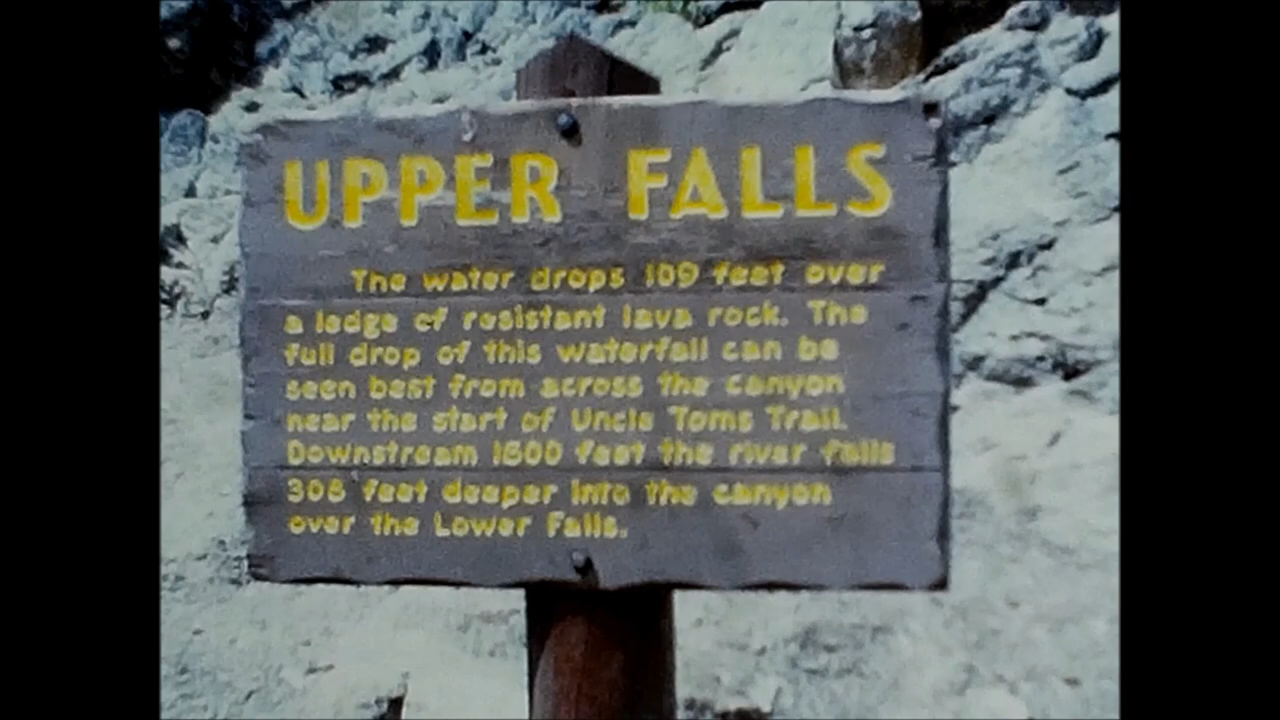 UPPER FALLS
The water drops 109 feet over
a ledge of resistant lava rock. The
full drop of this waterfall can be
seen best from across the canyon
near the start of Uncle Toms Trail.
Downstream 1600 feet the river falls
308 feet deeper into the canyon
over the Lower Falls.